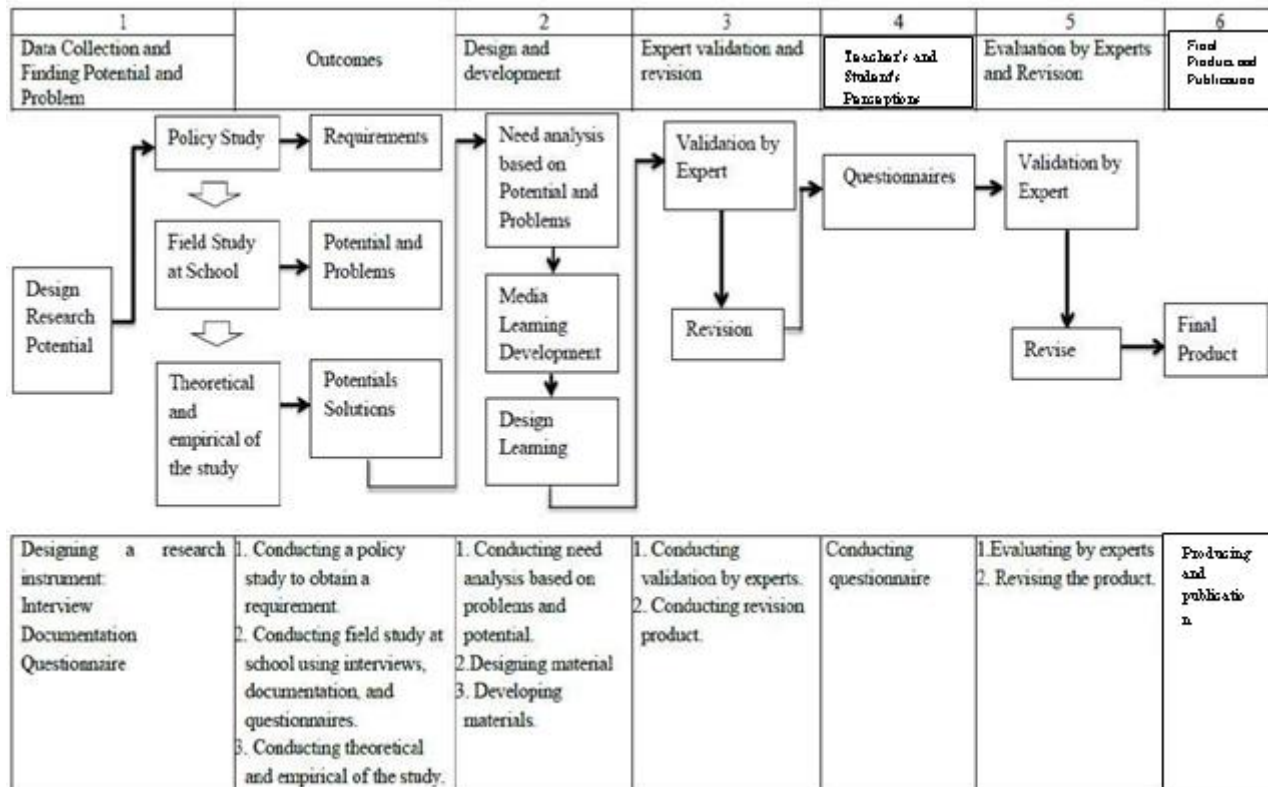 1
2
3
4
5
6
Data Collection and
Finding Potential and
Problem
Outcomes
Design and
development
Expert validation and
revision
Teacher's and
Student's
Perceptions
Evaluation by Experts
and Revision
Final
Product and
Publication
Design
Research
Potential
Policy Study
Field Study
at School
Theoretical
and
empirical of
the study
Requirements
Potential and
Problems
Potentials
Solutions
Need analysis
based on
Potential and
Problems
Media
Learning
Development
Design
Learning
Validation by
Expert
Revision
Questionnaires
Validation by
Expert
Revise
Final
Product
Designing a research
instrument:
Interview
Documentation
Questionnaire
1. Conducting a policy
study to obtain a
requirement.
2. Conducting field study at
school using interviews,
documentation, and
questionnaires.
3. Conducting theoretical
and empirical of the study.
1. Conducting need
analysis based on
problems and
potential.
2.Designing material
3. Developing
materials.
1. Conducting
validation by experts.
2. Conducting revision
product.
Conducting
questionnaire
1.Evaluating by experts
2. Revising the product.
Producing
and
publicatio
n